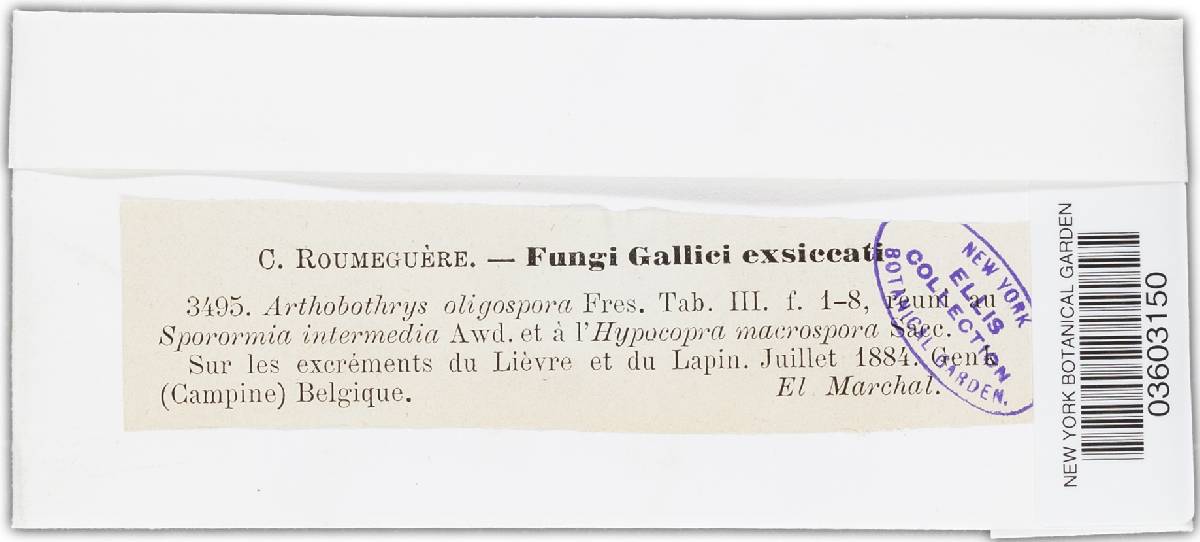 C. ROUMEGUÈRE. — Fungi Gallici exsiccati
3495. Arthobothrys oligospora Fres. Tab. III. f. 1-8, réuni au
Sporormia intermedia Awd. et à l'Hypocopra macrospora Sacc.
Sur les excréments du Lièvre et du Lapin. Juillet 1884. Genk
(Campine) Belgique. El. Marchal.
NEW YORK
ELLIS
COLLECTION
BOTANICAL GARDEN.
NEW YORK BOTANICAL GARDEN
03603150